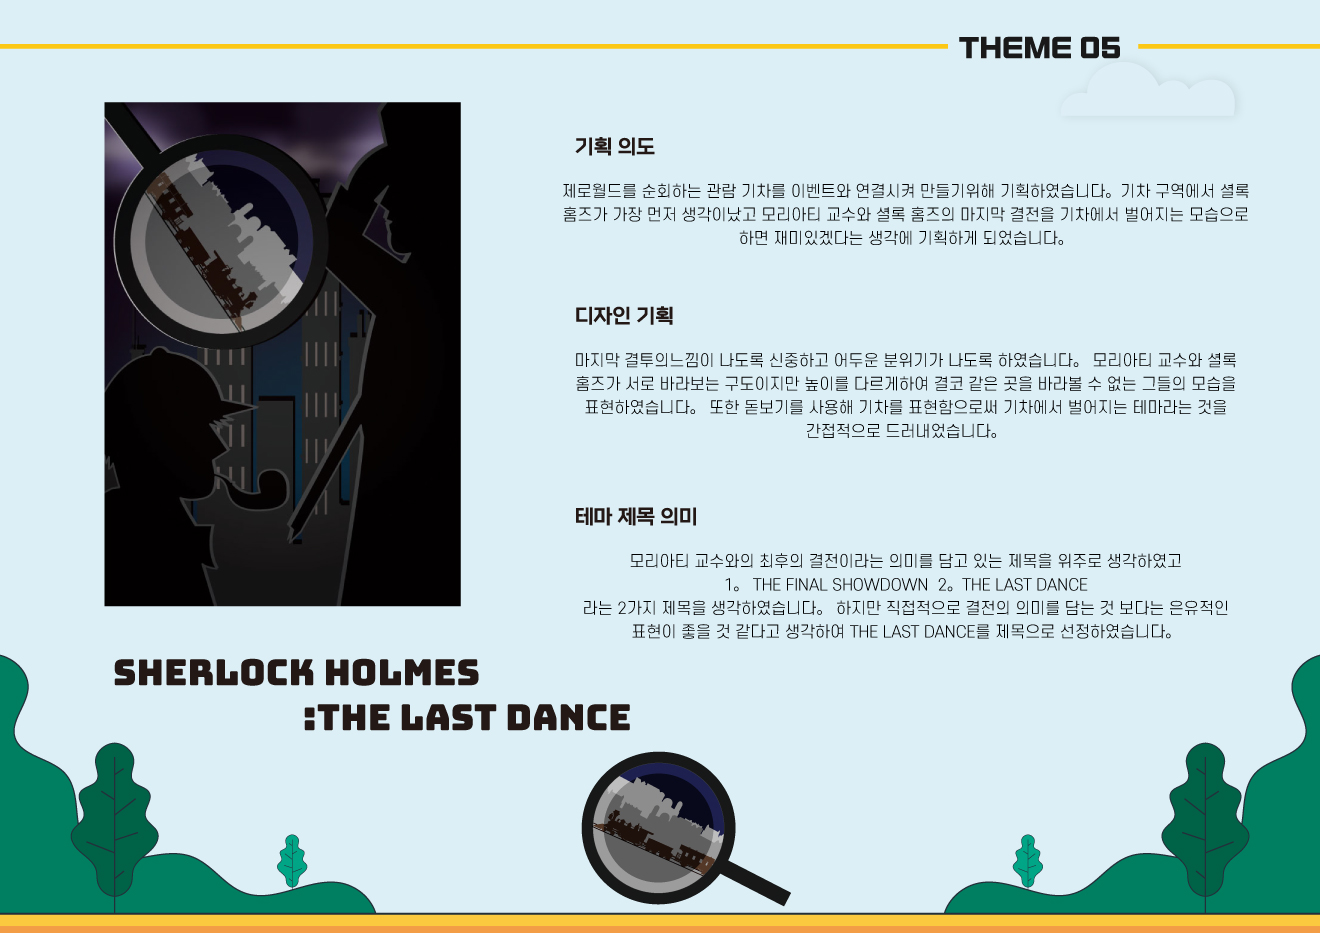 THEME 05
기획 의도
제로월드를 순회하는 관람 기차를 이벤트와 연결시켜 만들기위해 기획하였습니다。기차 구역에서 셜록
홈즈가 가장 먼저 생각이났고 모리아티 교수와 셜록 홈즈의 마지막 결전을 기차에서 벌어지는 모습으로
하면 재미있겠다는 생각에 기획하게 되었습니다。
디자인 기획
마지막 결투의느낌이 나도록 신중하고 어두운 분위기가 나도록 하였습니다。 모리아티 교수와 셜록
홈즈가 서로 바라보는 구도이지만 높이를 다르게하여 결코 같은 곳을 바라볼 수 없는 그들의 모습을
표현하였습니다。 또한 돋보기를 사용해 기차를 표현함으로써 기차에서 벌어지는 테마라는 것을
간접적으로 드러내었습니다。
테마 제목 의미
모리아티 교수와의 최후의 결전이라는 의미를 담고 있는 제목을 위주로 생각하였고
1。 THE FINAL SHOWDOWN 2。THE LAST DANCE
라는 2가지 제목을 생각하였습니다。 하지만 직접적으로 결전의 의미를 담는 것 보다는 은유적인
표현이 좋을 것 같다고 생각하여 THE LAST DANCE를 제목으로 선정하였습니다。
SHERLOCK HOLMES
:THE LAST DANCE